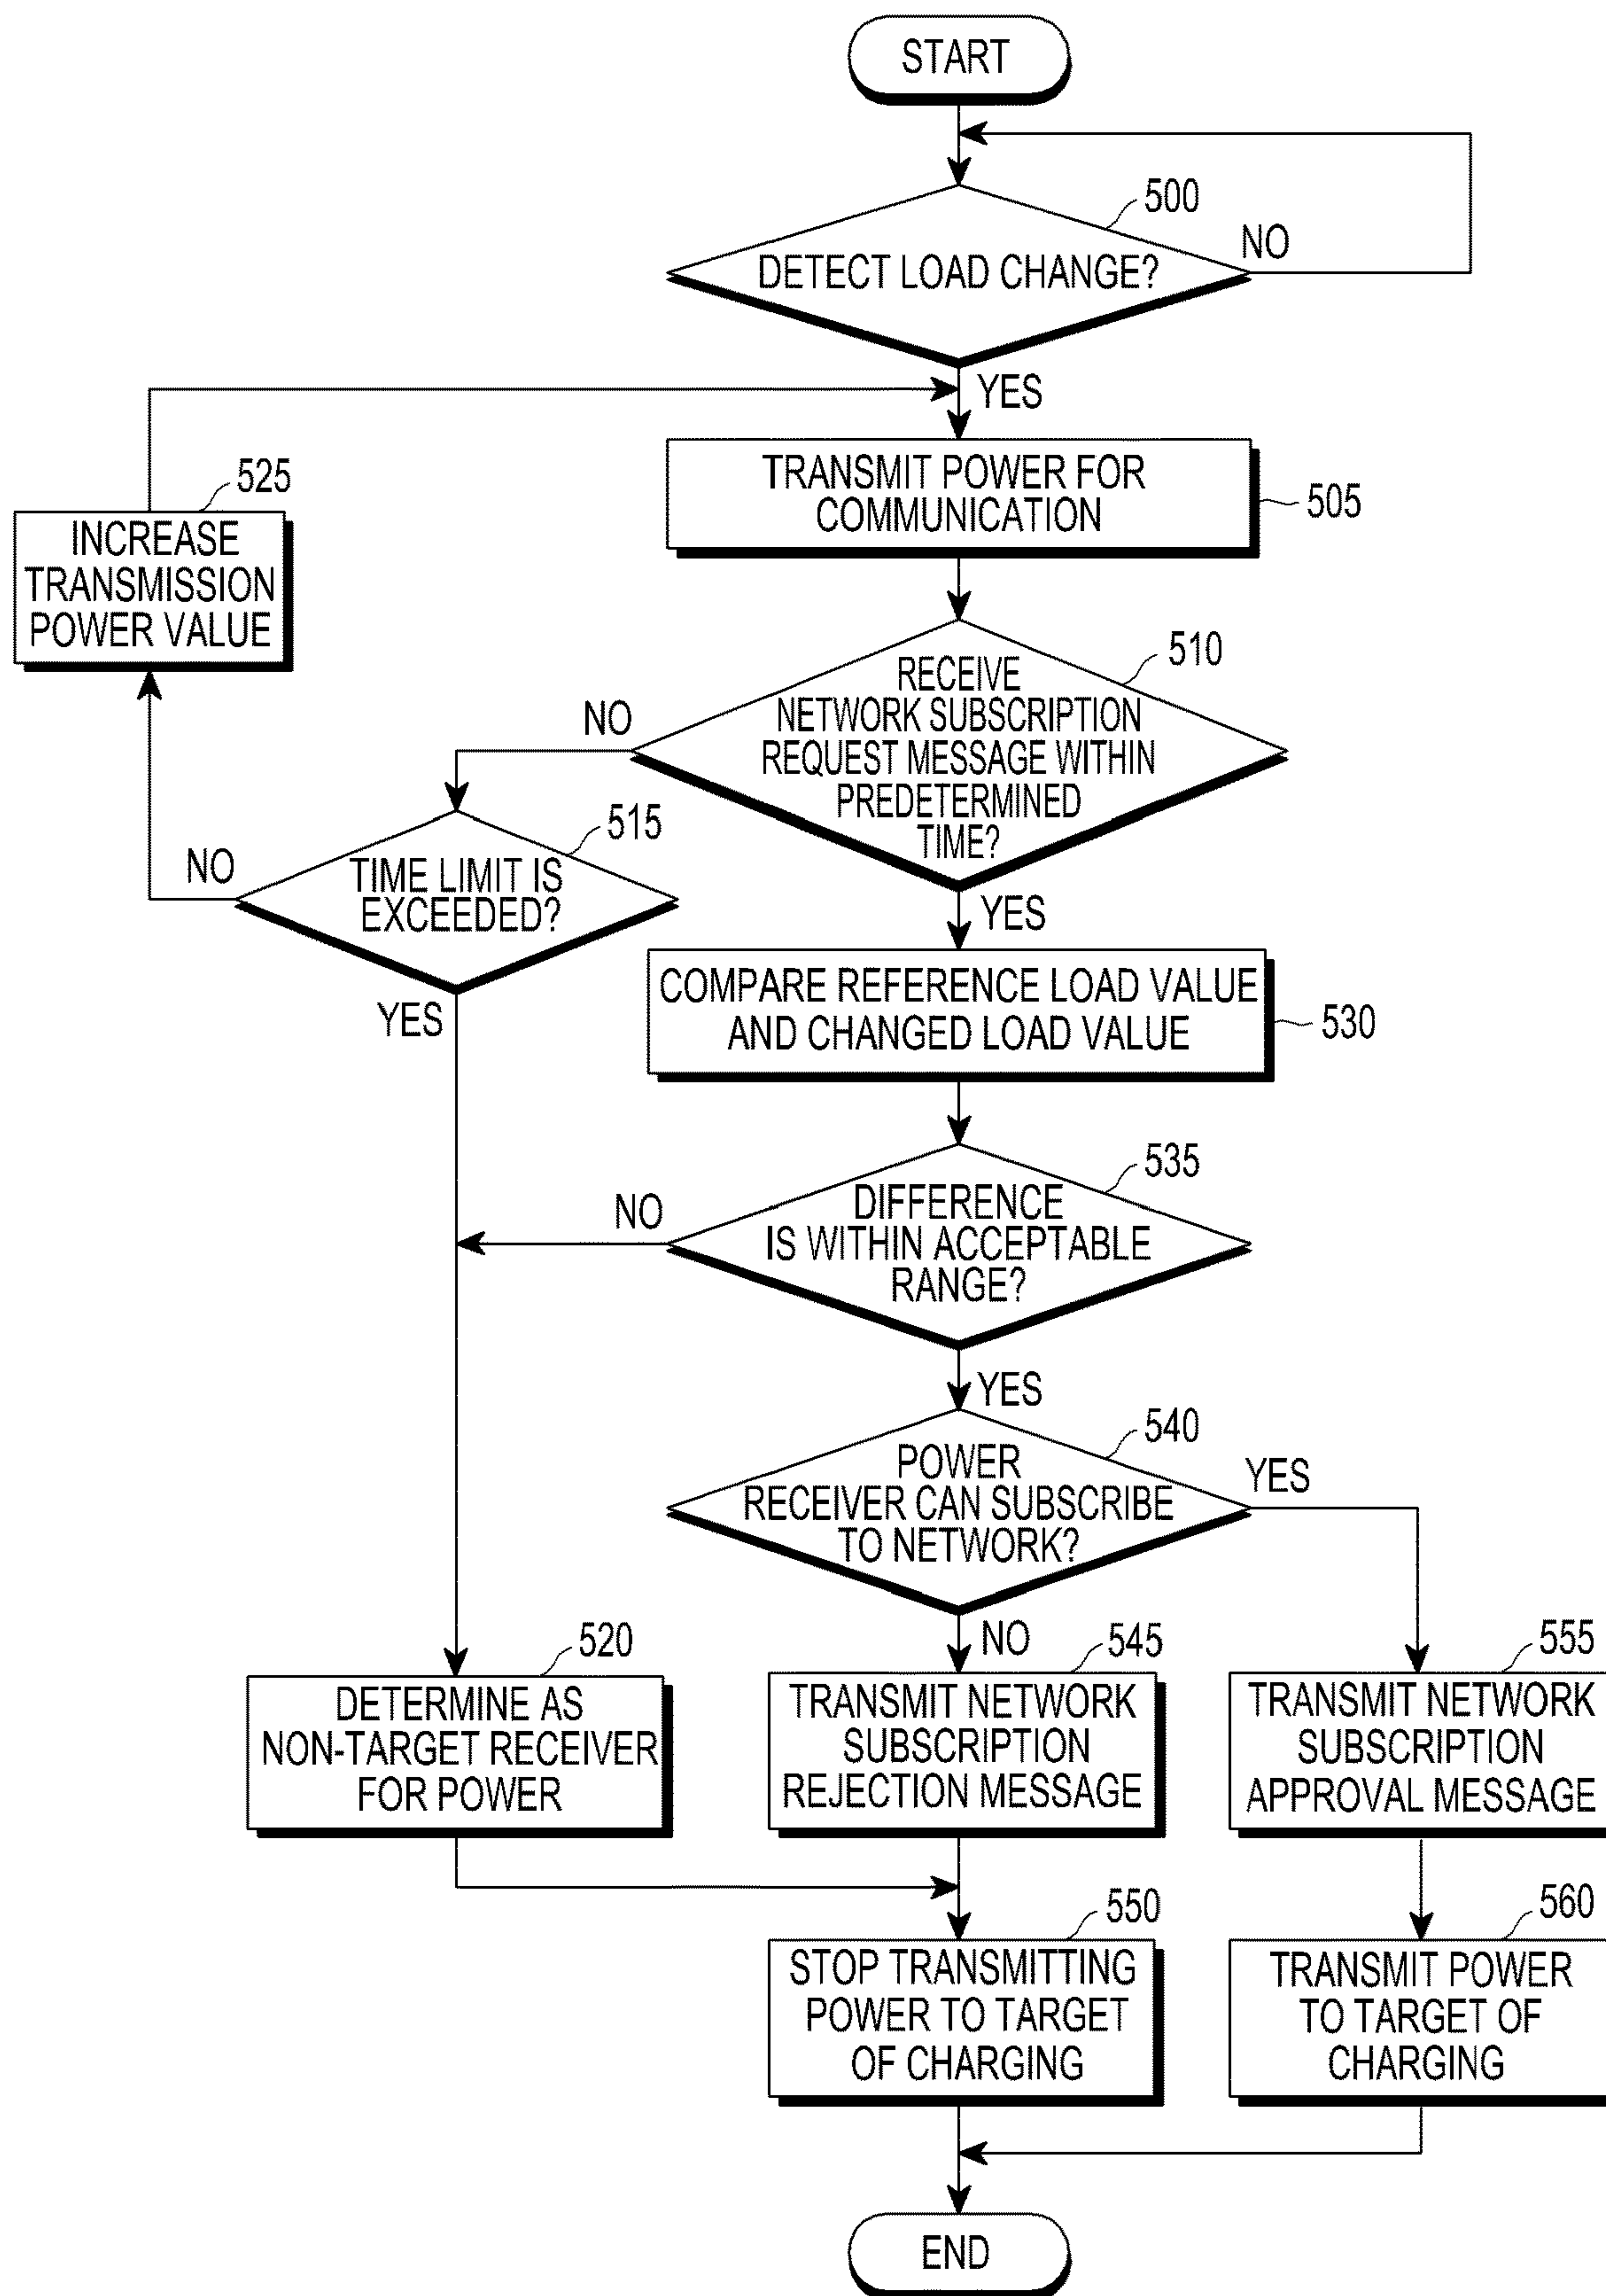 START
500
DETECT LOAD CHANGE?
NO
YES
TRANSMIT POWER FOR
COMMUNICATION
505
525
INCREASE
TRANSMISSION
POWER VALUE
510
RECEIVE
NETWORK SUBSCRIPTION
REQUEST MESSAGE WITHIN
PREDETERMINED
TIME?
NO
515
TIME LIMIT IS
EXCEEDED?
NO
YES
YES
COMPARE REFERENCE LOAD VALUE
AND CHANGED LOAD VALUE
530
535
DIFFERENCE
IS WITHIN ACCEPTABLE
RANGE?
NO
YES
540
POWER
RECEIVER CAN SUBSCRIBE
TO NETWORK?
YES
NO
520
DETERMINE AS
NON-TARGET RECEIVER
FOR POWER
545
TRANSMIT NETWORK
SUBSCRIPTION
REJECTION MESSAGE
555
TRANSMIT NETWORK
SUBSCRIPTION
APPROVAL MESSAGE
550
STOP TRANSMITTING
POWER TO TARGET
OF CHARGING
560
TRANSMIT POWER
TO TARGET OF
CHARGING
END